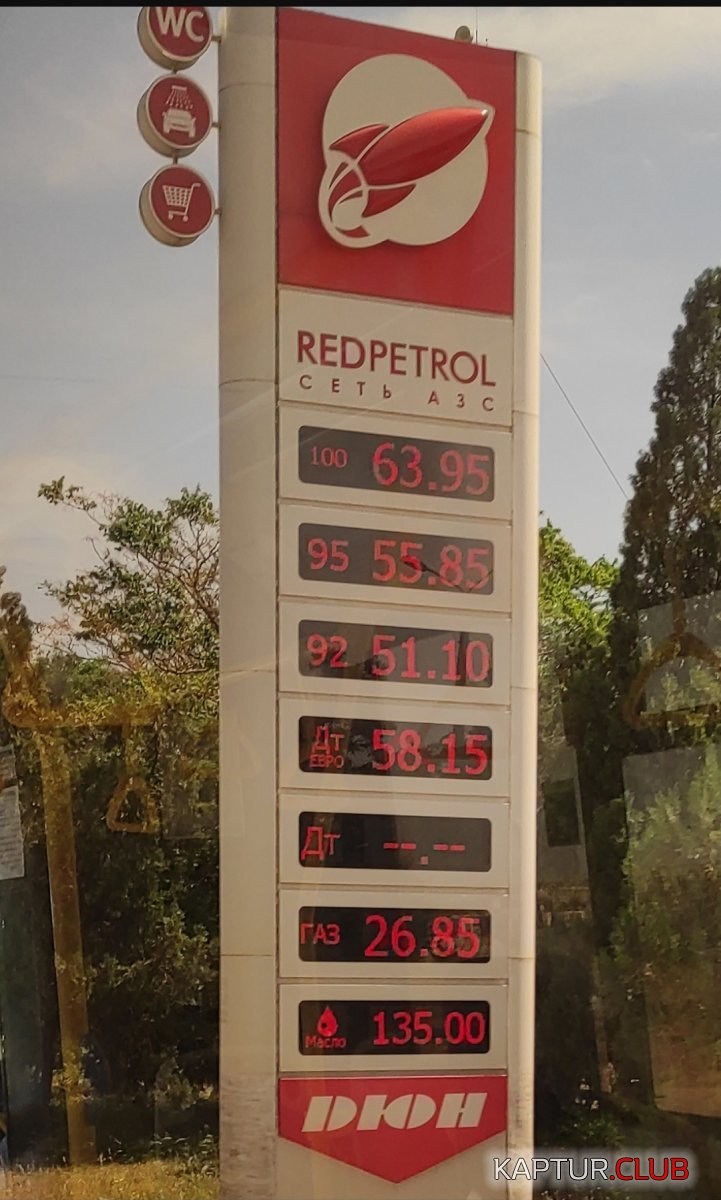 WC
REDPETROL
СЕТЬ АЗС
100 63.95
95 55.85
92 51.10
Дт ЕВРО 58.15
Дт --.--
ГАЗ 26.85
Масло 135.00
ДЮН
KAPTUR.CLUB